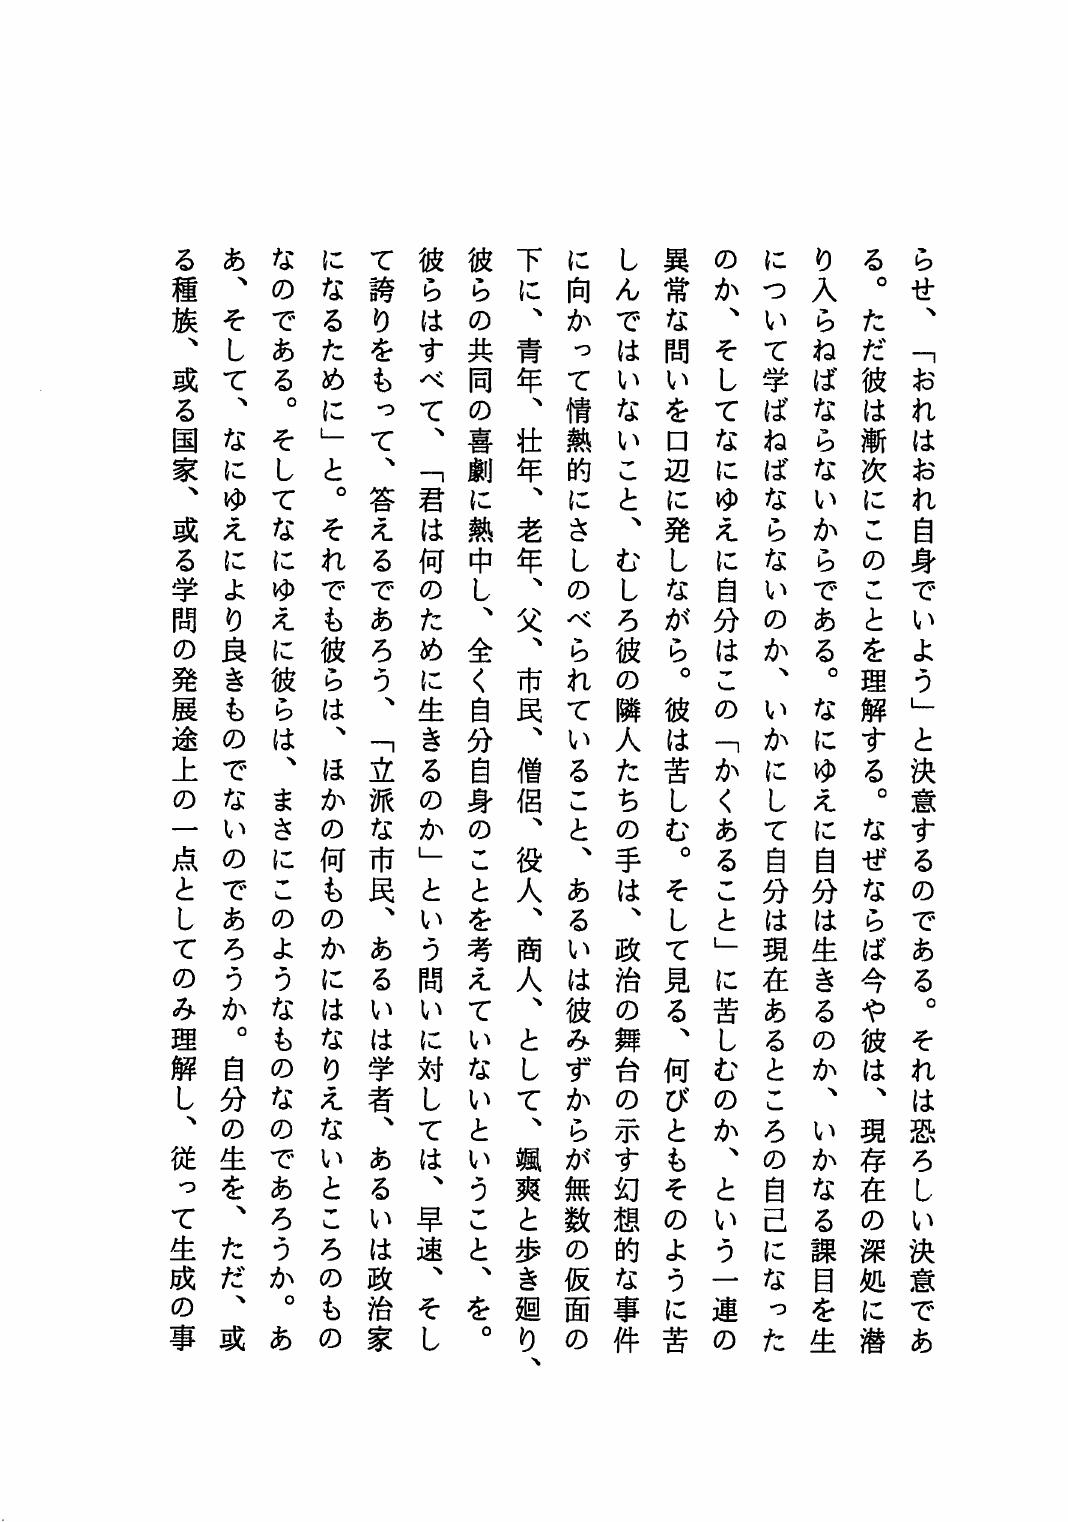 らせ、「おれはおれ自身でいよう」と決意するのである。それは恐ろしい決意であ
る。ただ彼は漸次にこのことを理解する。なぜならば今や彼は、現存在の深処に潜
り入らねばならないからである。なにゆえに自分は生きるのか、いかなる課目を生
について学ばねばならないのか、いかにして自分は現在あるところの自己になった
のか、そしてなにゆえに自分はこの「かくあること」に苦しむのか、という一連の
異常な問いを口辺に発しながら。彼は苦しむ。そして見る、何びともそのように苦
しんではいないこと、むしろ彼の隣人たちの手は、政治の舞台の示す幻想的な事件
に向かって情熱的にさしのべられていること、あるいは彼みずからが無数の仮面の
下に、青年、壮年、老年、父、市民、僧侶、役人、商人、として、颯爽と歩き廻り、
彼らの共同の喜劇に熱中し、全く自分自身のことを考えていないということ、を。
彼らはすべて、「君は何のために生きるのか」という問いに対しては、早速、そし
て誇りをもって、答えるであろう、「立派な市民、あるいは学者、あるいは政治家
になるために」と。それでも彼らは、ほかの何ものかにはなりえないところのもの
なのである。そしてなにゆえに彼らは、まさにこのようなものなのであろうか。あ
あ、そして、なにゆえにより良きものでないのであろうか。自分の生を、ただ、或
る種族、或る国家、或る学問の発展途上の一点としてのみ理解し、従って生成の事